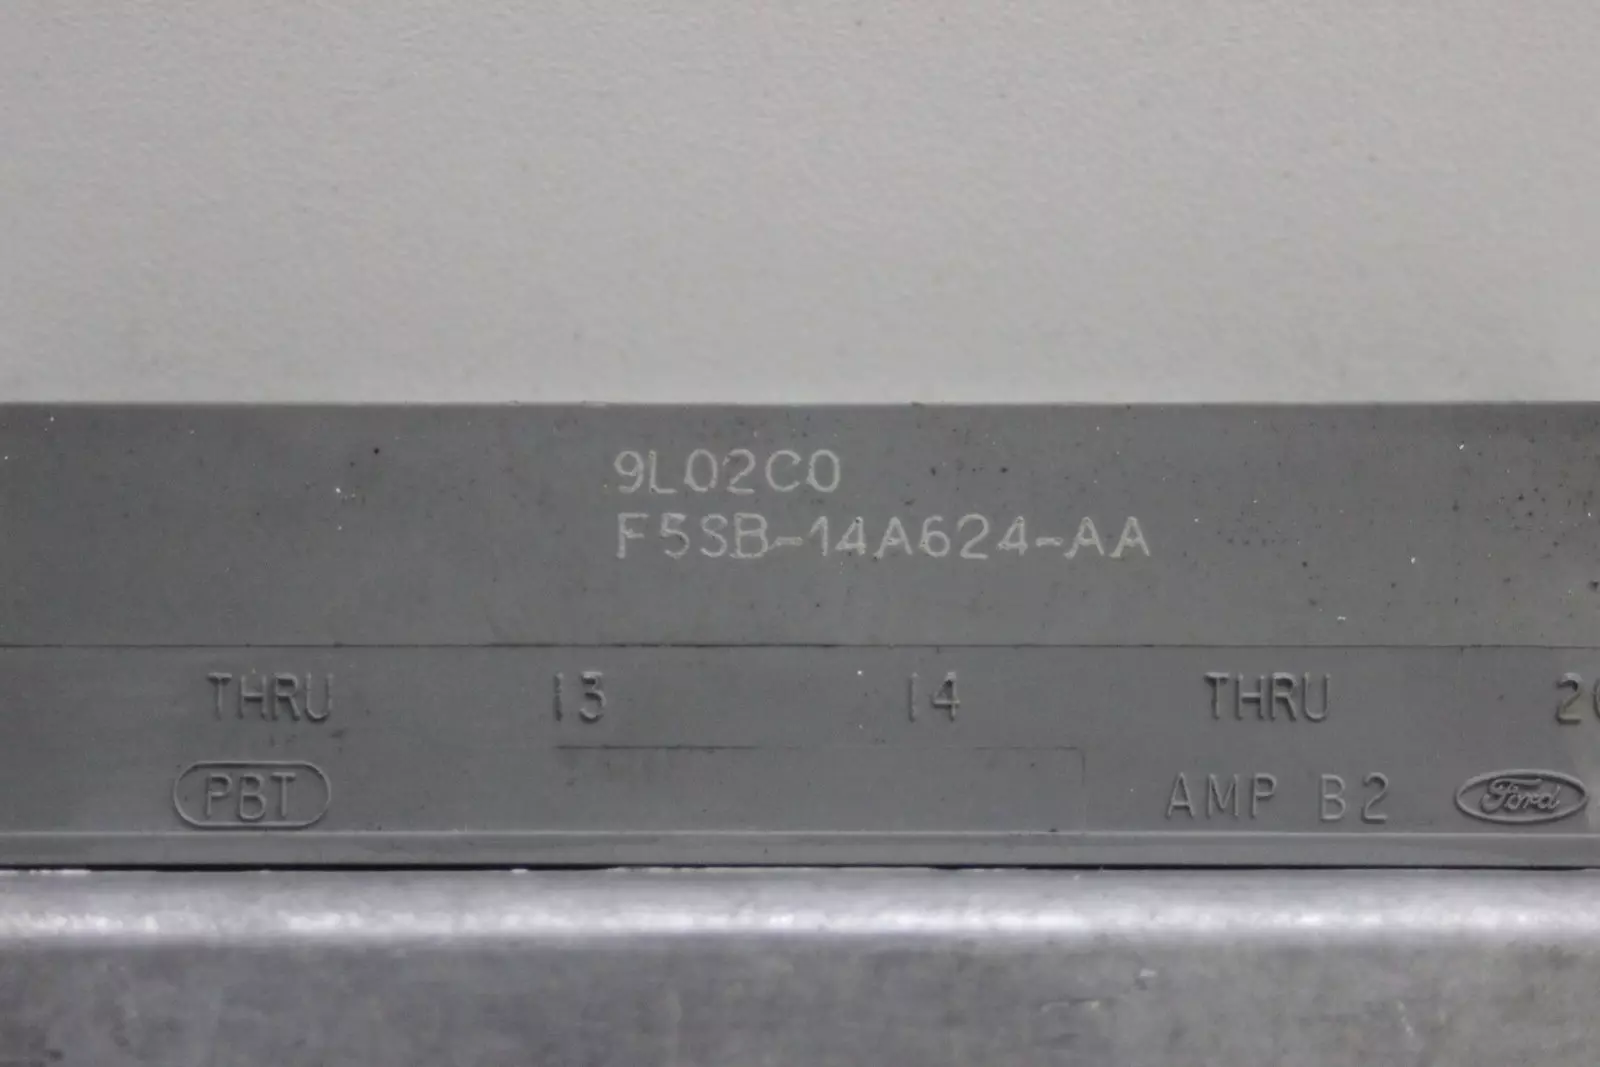 9L02C0
F5SB-14A624-AA
THRU 13 14 THRU
PBT AMP B2 Ford